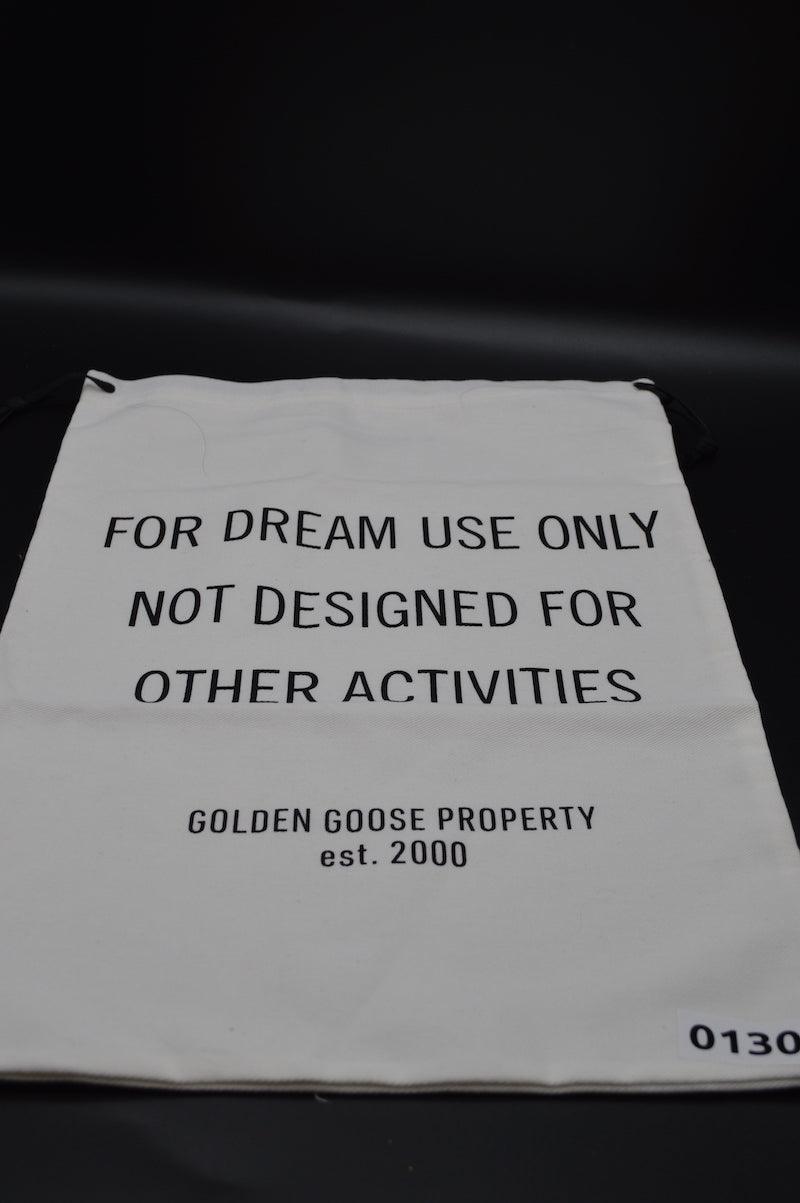 FOR DREAM USE ONLY
NOT DESIGNED FOR
OTHER ACTIVITIES
GOLDEN GOOSE PROPERTY
est. 2000
0130